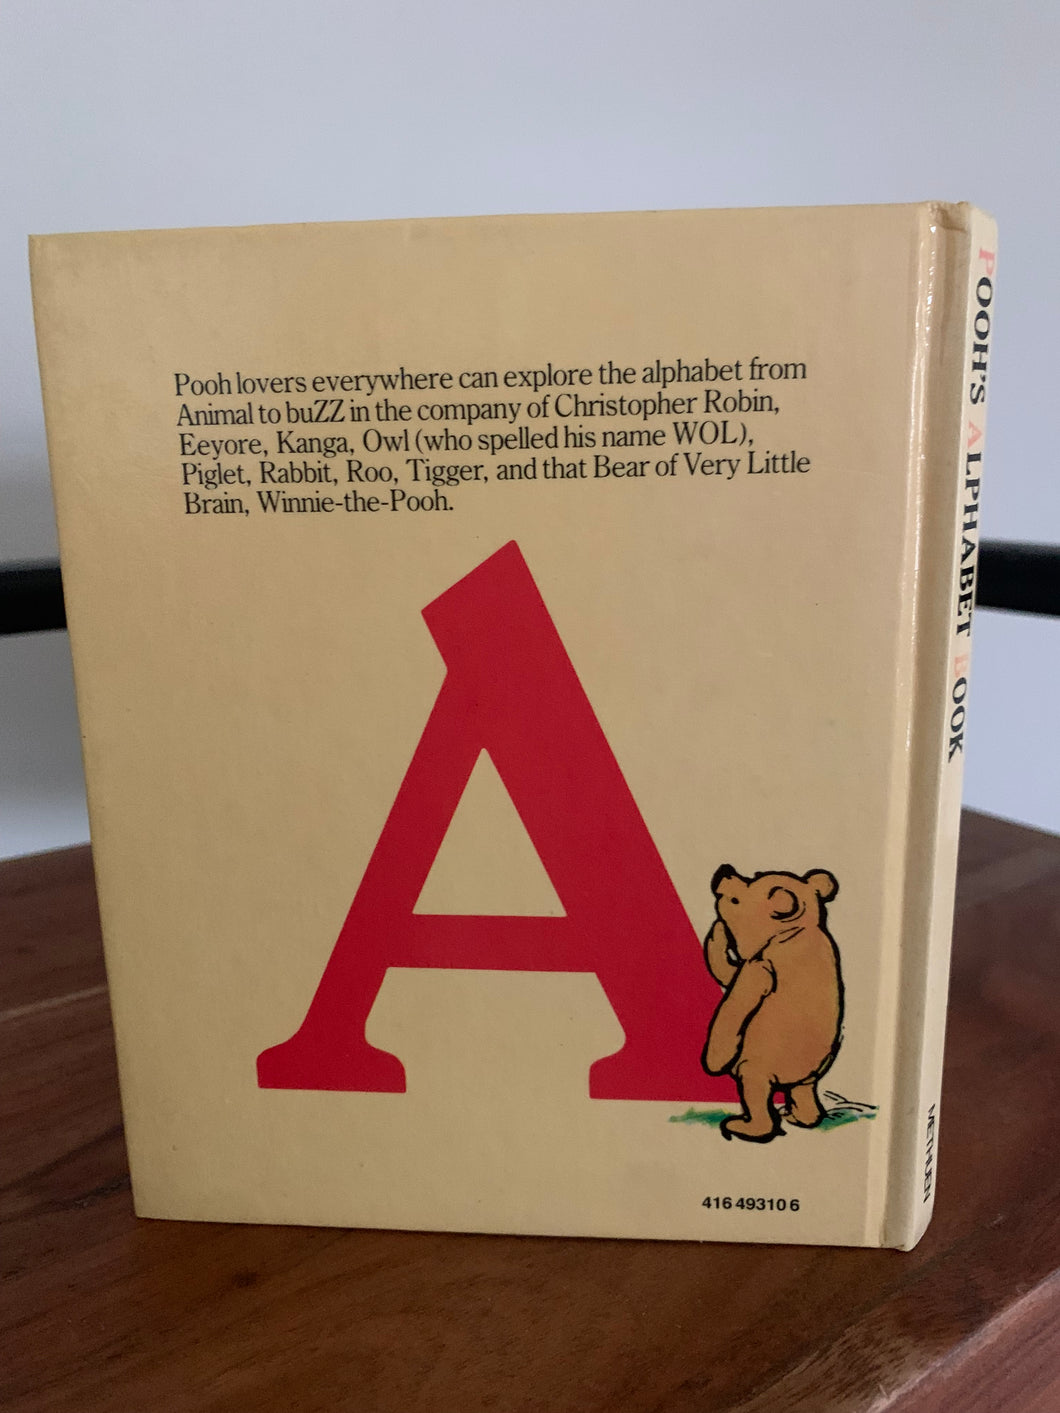 Pooh lovers everywhere can explore the alphabet from
Animal to buZZ in the company of Christopher Robin,
Eeyore, Kanga, Owl (who spelled his name WOL),
Piglet, Rabbit, Roo, Tigger, and that Bear of Very Little
Brain, Winnie-the-Pooh.
A
416 49310 6
POOH'S ALPHABET BOOK
METHUEN